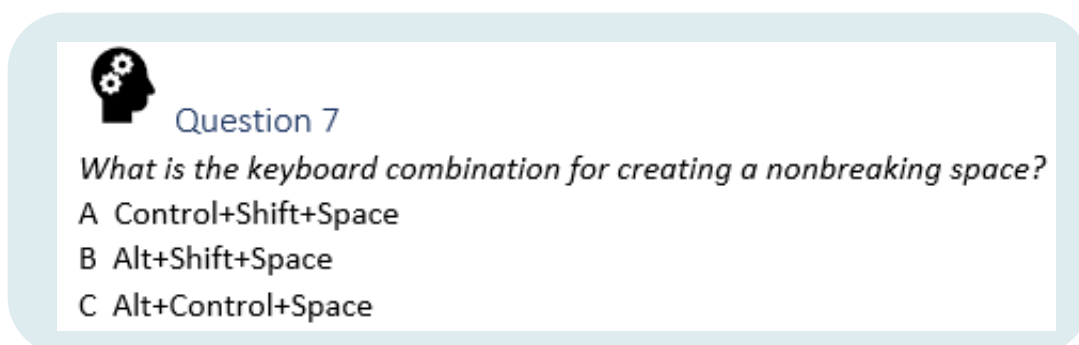 Question 7
What is the keyboard combination for creating a nonbreaking space?
A Control+Shift+Space
B Alt+Shift+Space
C Alt+Control+Space